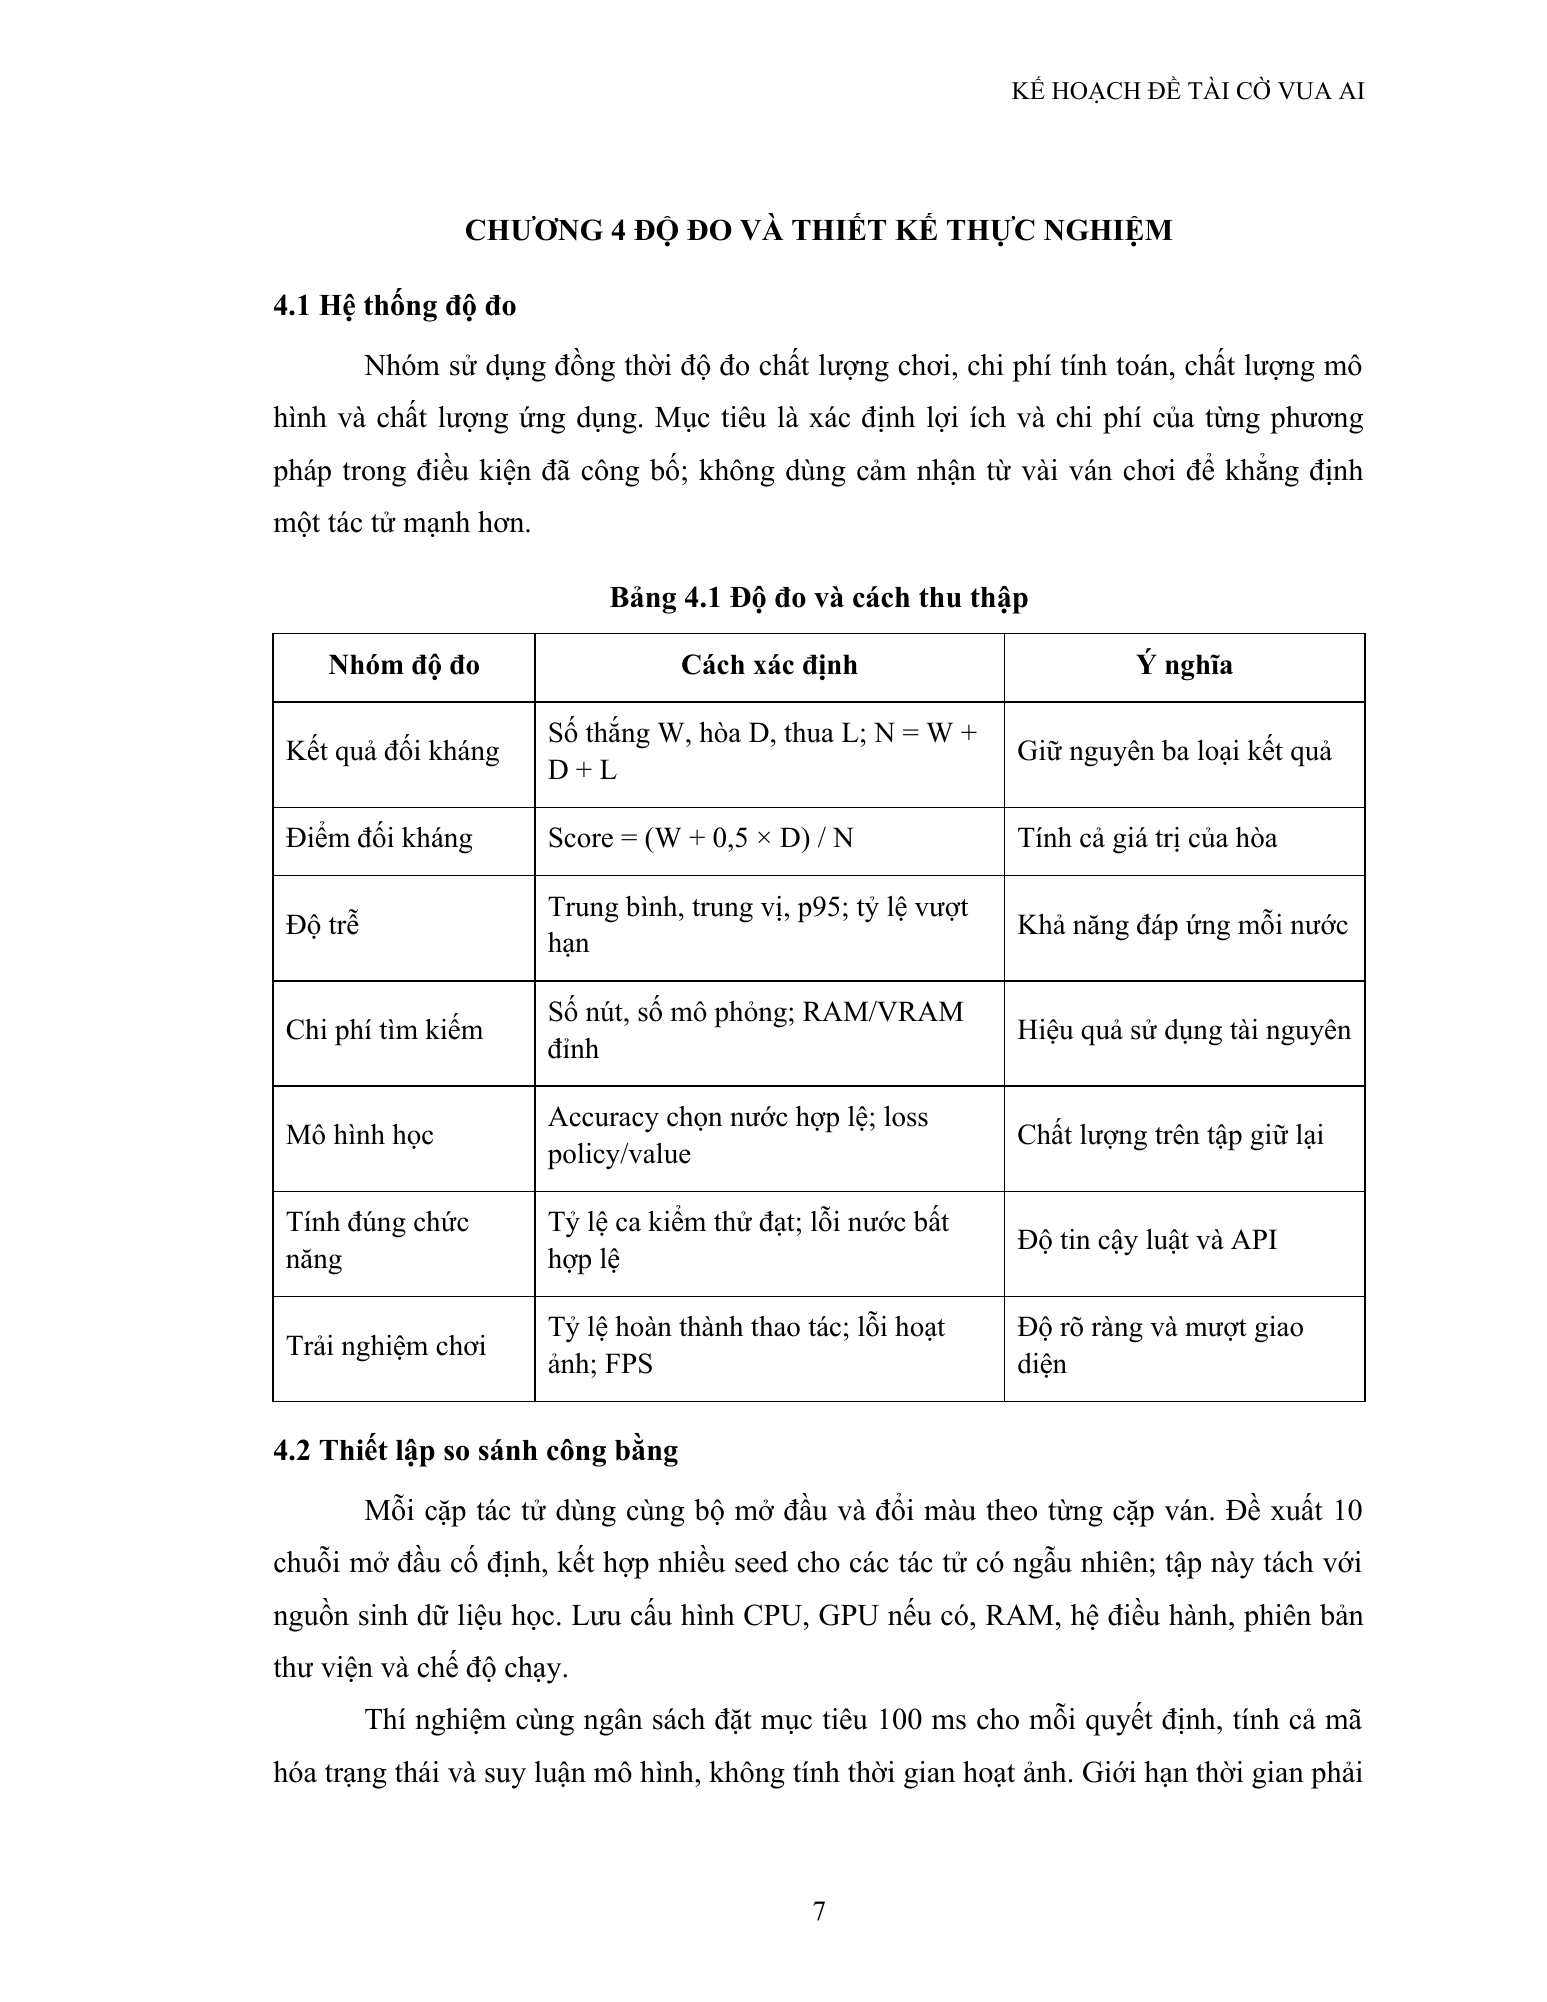 KẾ HOẠCH ĐỀ TÀI CỜ VUA AI
CHƯƠNG 4 ĐỘ ĐO VÀ THIẾT KẾ THỰC NGHIỆM
4.1 Hệ thống độ đo
Nhóm sử dụng đồng thời độ đo chất lượng chơi, chi phí tính toán, chất lượng mô
hình và chất lượng ứng dụng. Mục tiêu là xác định lợi ích và chi phí của từng phương
pháp trong điều kiện đã công bố; không dùng cảm nhận từ vài ván chơi để khẳng định
một tác tử mạnh hơn.
Bảng 4.1 Độ đo và cách thu thập
Nhóm độ đo
Cách xác định
Ý nghĩa
Kết quả đối kháng
Số thắng W, hòa D, thua L; N = W +
D + L
Giữ nguyên ba loại kết quả
Điểm đối kháng
Score = (W + 0,5 × D) / N
Tính cả giá trị của hòa
Độ trễ
Trung bình, trung vị, p95; tỷ lệ vượt
hạn
Khả năng đáp ứng mỗi nước
Chi phí tìm kiếm
Số nút, số mô phỏng; RAM/VRAM
đỉnh
Hiệu quả sử dụng tài nguyên
Mô hình học
Accuracy chọn nước hợp lệ; loss
policy/value
Chất lượng trên tập giữ lại
Tính đúng chức
năng
Tỷ lệ ca kiểm thử đạt; lỗi nước bất
hợp lệ
Độ tin cậy luật và API
Trải nghiệm chơi
Tỷ lệ hoàn thành thao tác; lỗi hoạt
ảnh; FPS
Độ rõ ràng và mượt giao
diện
4.2 Thiết lập so sánh công bằng
Mỗi cặp tác tử dùng cùng bộ mở đầu và đổi màu theo từng cặp ván. Đề xuất 10
chuỗi mở đầu cố định, kết hợp nhiều seed cho các tác tử có ngẫu nhiên; tập này tách với
nguồn sinh dữ liệu học. Lưu cấu hình CPU, GPU nếu có, RAM, hệ điều hành, phiên bản
thư viện và chế độ chạy.
Thí nghiệm cùng ngân sách đặt mục tiêu 100 ms cho mỗi quyết định, tính cả mã
hóa trạng thái và suy luận mô hình, không tính thời gian hoạt ảnh. Giới hạn thời gian phải
7